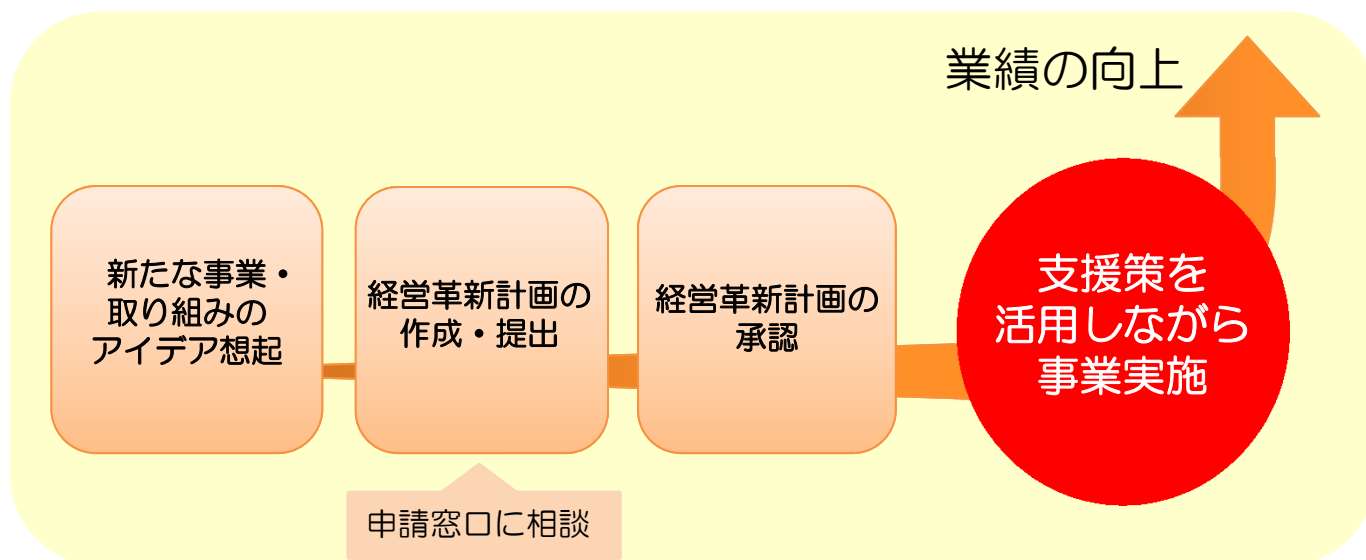 業績の向上
新たな事業・
取り組みの
アイデア想起
経営革新計画の
作成・提出
経営革新計画の
承認
支援策を
活用しながら
事業実施
申請窓口に相談